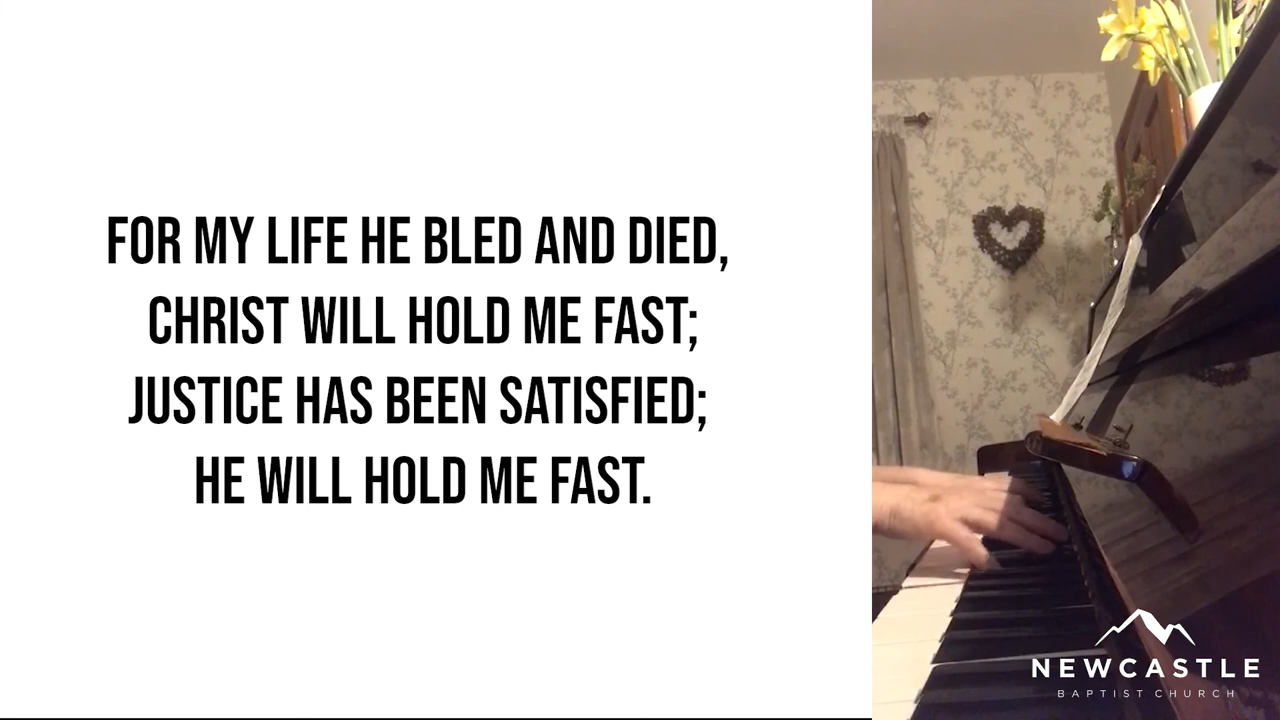 FOR MY LIFE HE BLED AND DIED,
CHRIST WILL HOLD ME FAST;
JUSTICE HAS BEEN SATISFIED;
HE WILL HOLD ME FAST.
NEWCASTLE
BAPTIST CHURCH